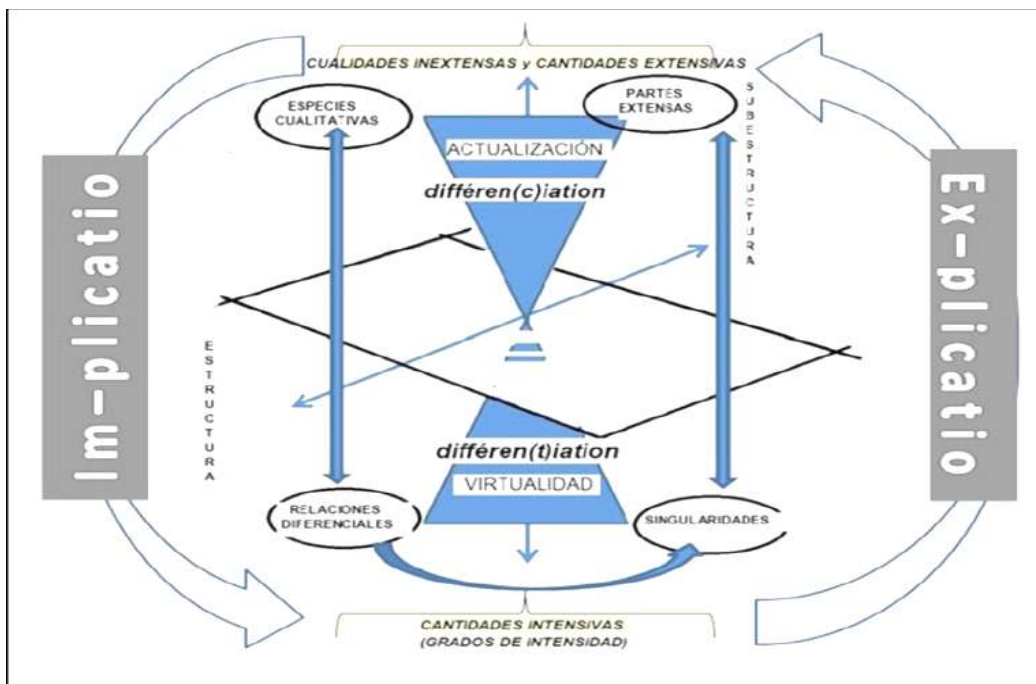 CUALIDADES INEXTENSAS y CANTIDADES EXTENSIVAS
ESPECIES
CUALITATIVAS
PARTES
EXTENSAS
SUBESTRUCTURA
ACTUALIZACIÓN
différen(c)iation
Im-plicatio
Ex-plicatio
ESTRUCTURA
différen(t)iation
VIRTUALIDAD
RELACIONES
DIFERENCIALES
SINGULARIDADES
CANTIDADES INTENSIVAS
(GRADOS DE INTENSIDAD)